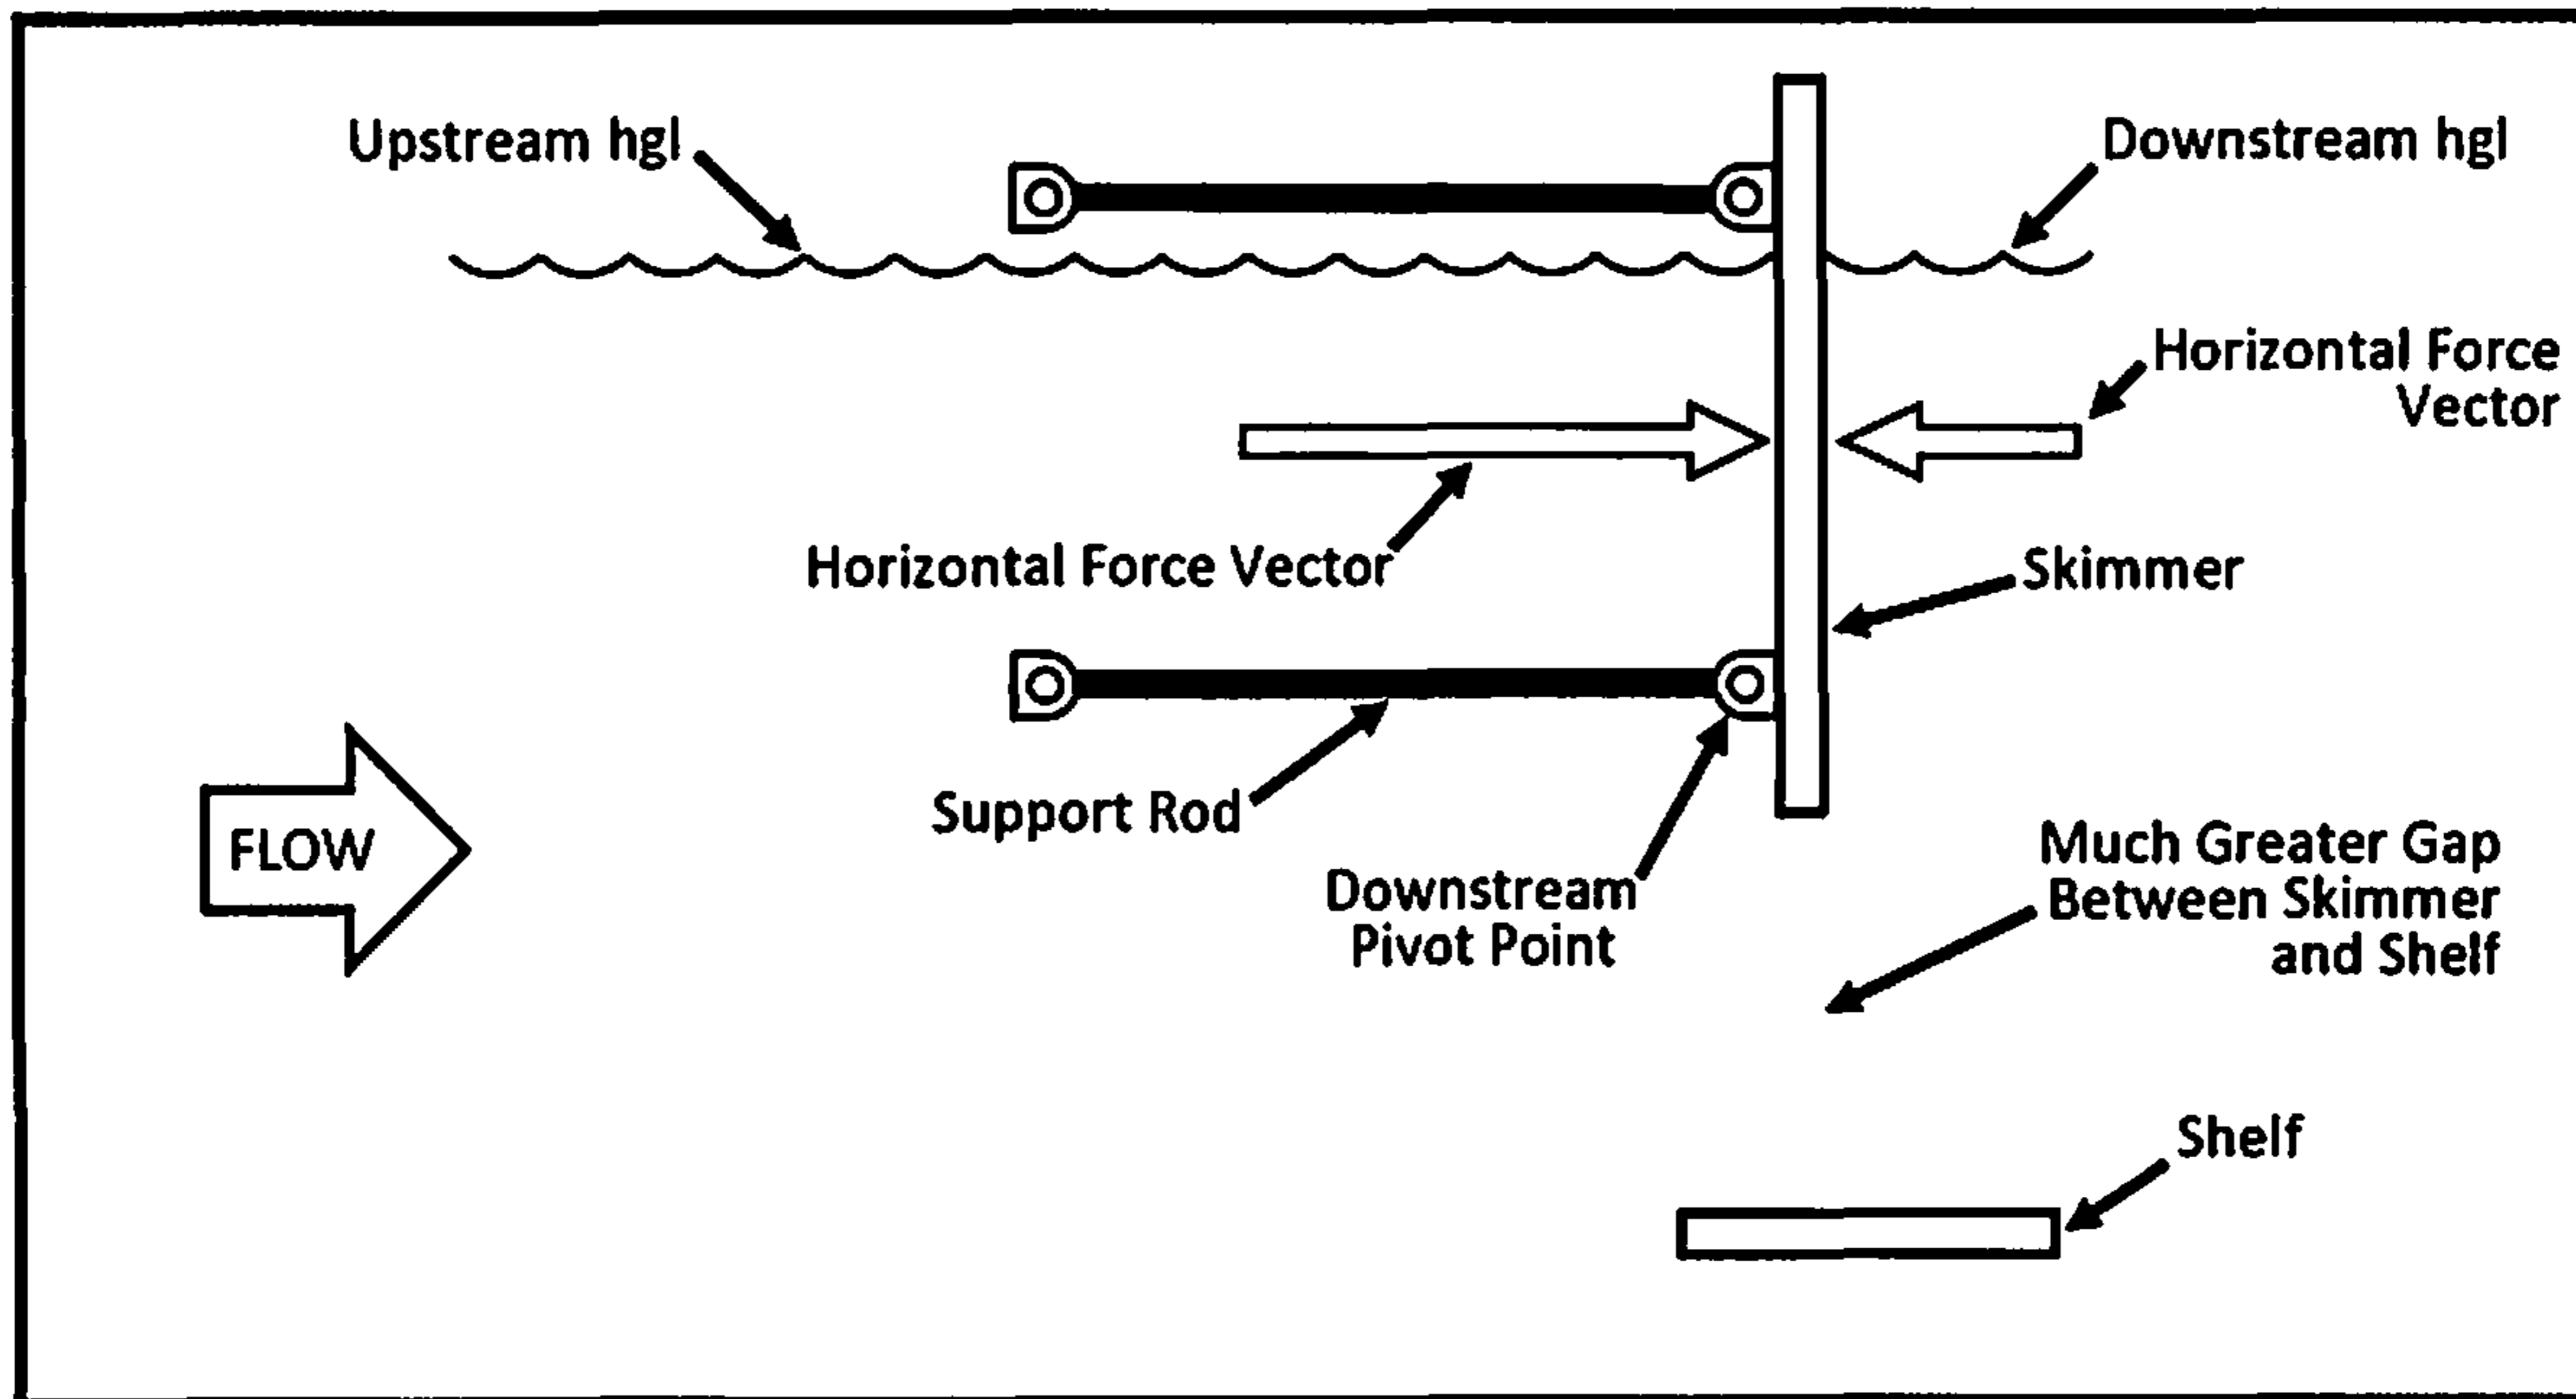 Upstream hgl
Downstream hgl
Horizontal Force
Vector
Horizontal Force Vector
Skimmer
Support Rod
FLOW
Downstream
Pivot Point
Much Greater Gap
Between Skimmer
and Shelf
Shelf